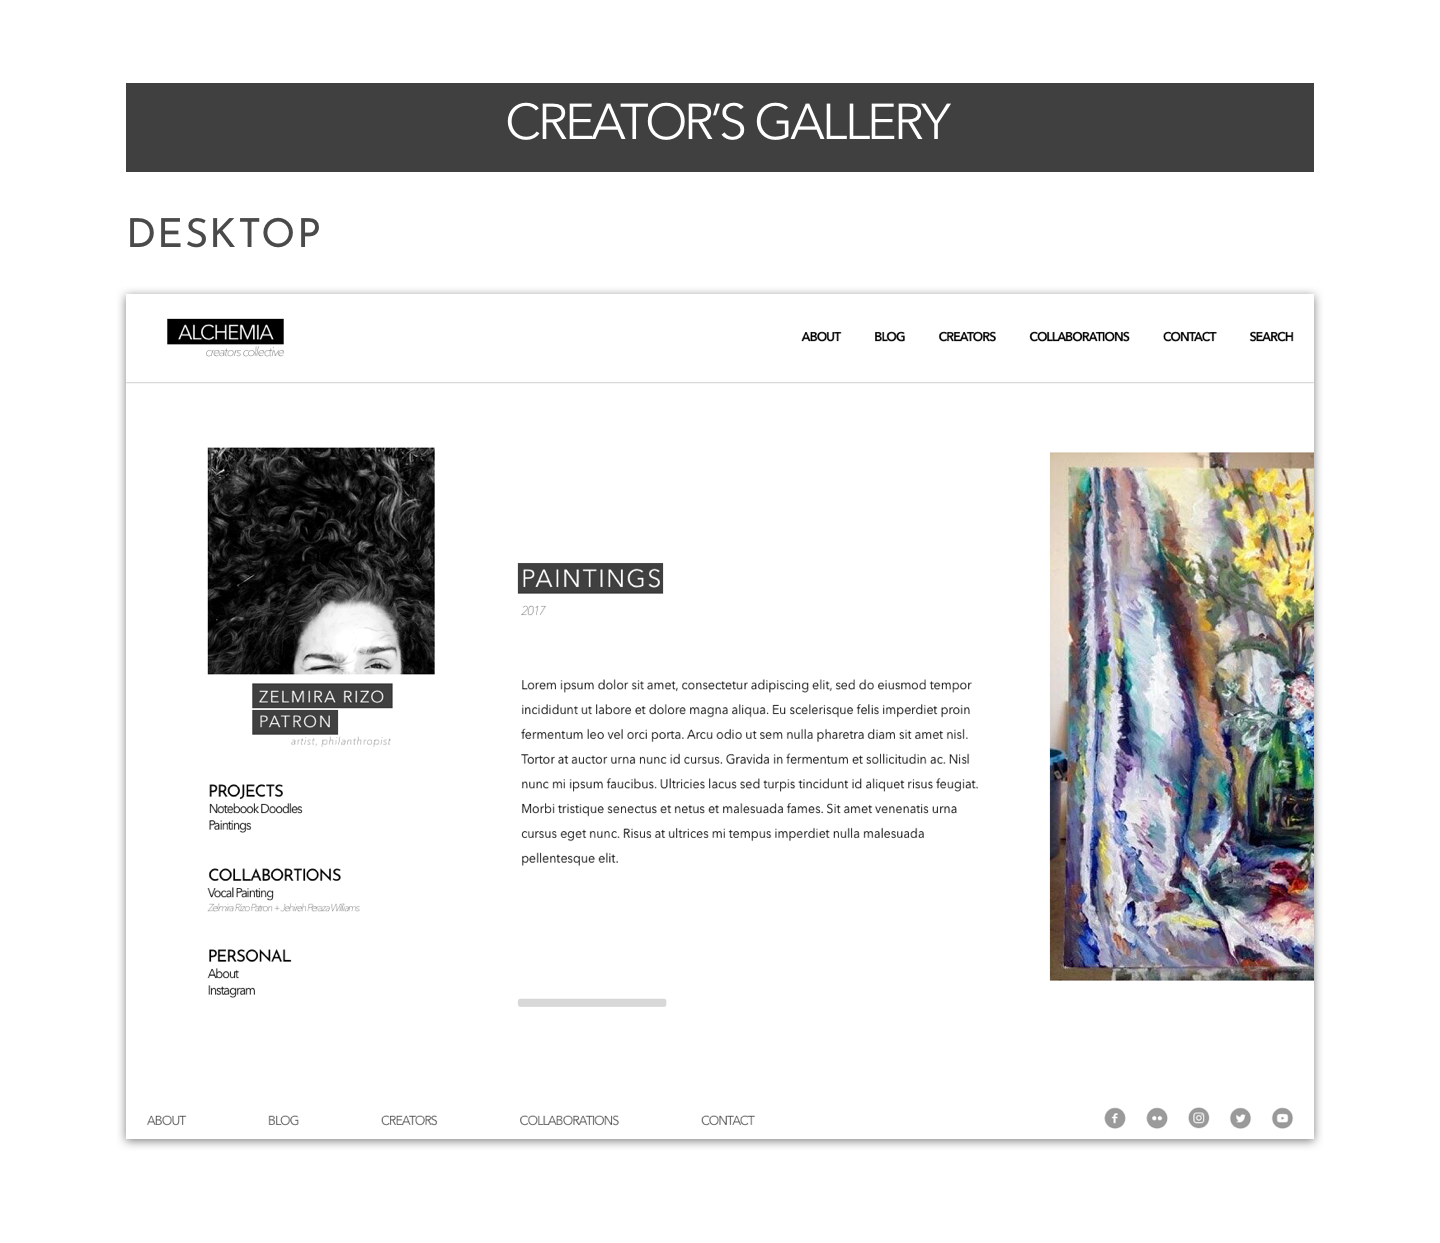 CREATOR'S GALLERY
DESKTOP
ALCHEMIA
creators collective
ABOUT BLOG CREATORS COLLABORATIONS CONTACT SEARCH
ZELMIRA RIZO
PATRON
artist, philanthropist
PROJECTS
Notebook Doodles
Paintings
COLLABORTIONS
Vocal Painting
Zelmira Rizo Patron + Jehireh Peraza Williams
PERSONAL
About
Instagram
PAINTINGS
2017
Lorem ipsum dolor sit amet, consectetur adipiscing elit, sed do eiusmod tempor
incididunt ut labore et dolore magna aliqua. Eu scelerisque felis imperdiet proin
fermentum leo vel orci porta. Arcu odio ut sem nulla pharetra diam sit amet nisl.
Tortor at auctor urna nunc id cursus. Gravida in fermentum et sollicitudin ac. Nisl
nunc mi ipsum faucibus. Ultricies lacus sed turpis tincidunt id aliquet risus feugiat.
Morbi tristique senectus et netus et malesuada fames. Sit amet venenatis urna
cursus eget nunc. Risus at ultrices mi tempus imperdiet nulla malesuada
pellentesque elit.
ABOUT BLOG CREATORS COLLABORATIONS CONTACT